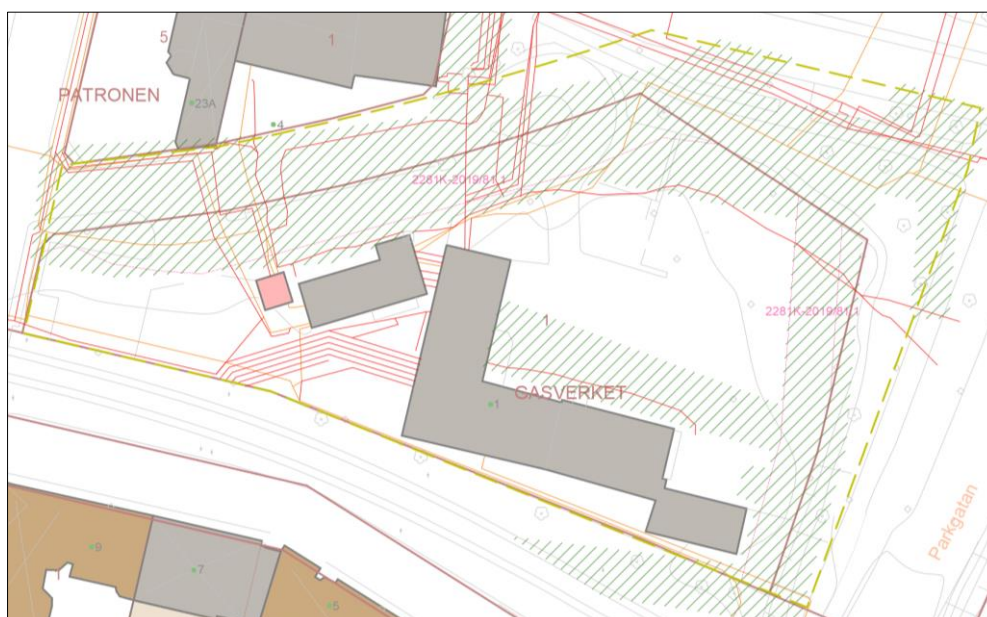 5
1
PATRONEN
23A
4
2281K-2019/81.1
2281K-2019/81.1
1
GASVERKET
1
Parkgatan
9
7
5